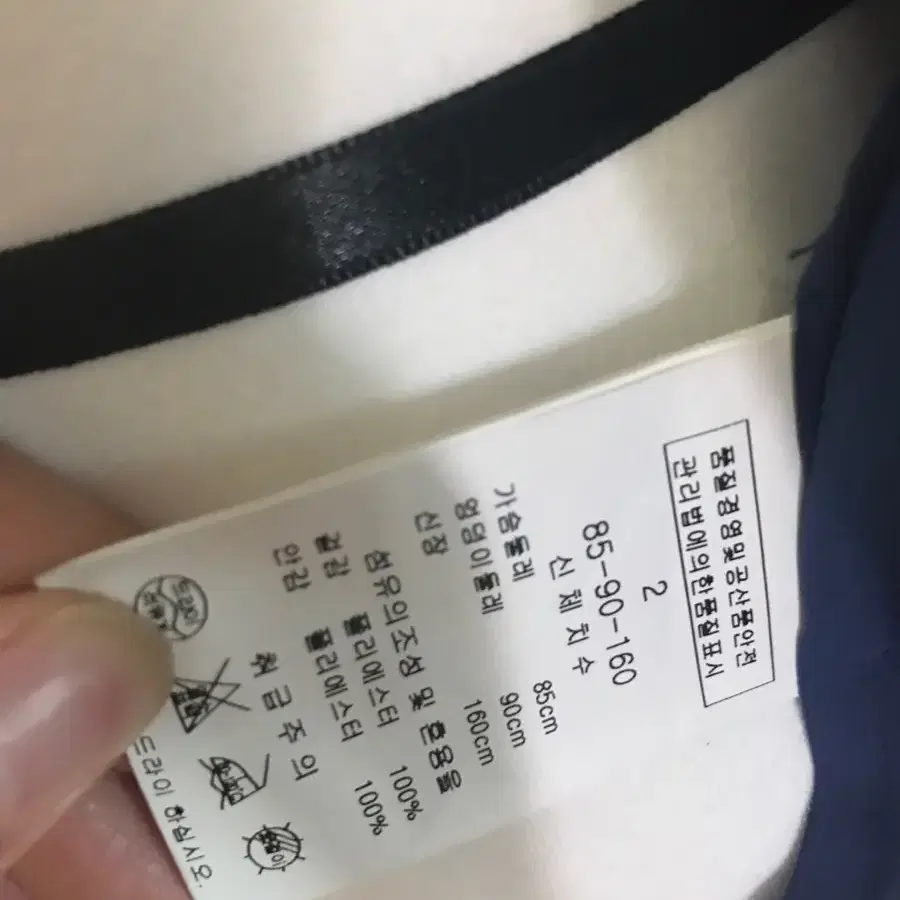 품질경영및공산품안전
관리법에의한품질표시
2
85-90-160
신 체 치 수
가슴둘레 85cm
엉덩이둘레 90cm
신장 160cm
섬유의조성 및 혼용율
겉감 폴리에스터 100%
안감 폴리에스터 100%
취 급 주 의
드라이
드라이 하십시오.